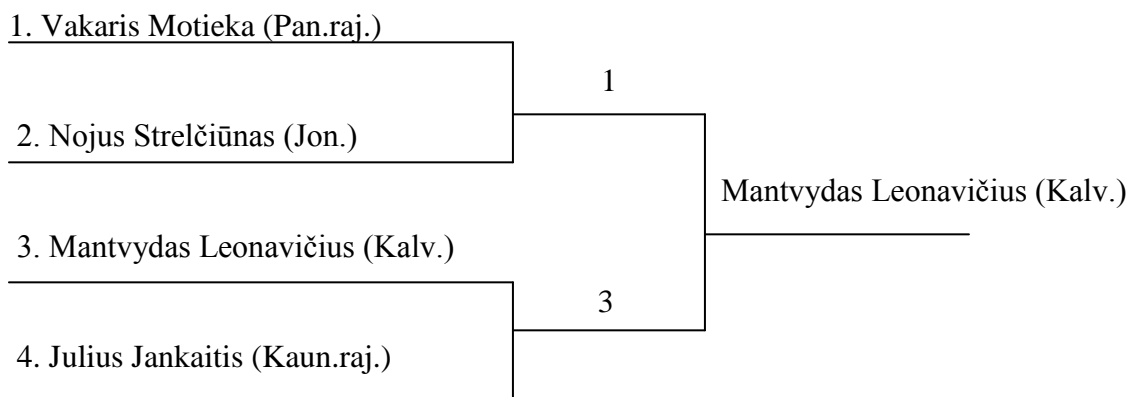 1. Vakaris Motieka (Pan.raj.)
1
2. Nojus Strelčiūnas (Jon.)
Mantvydas Leonavičius (Kalv.)
3. Mantvydas Leonavičius (Kalv.)
3
4. Julius Jankaitis (Kaun.raj.)